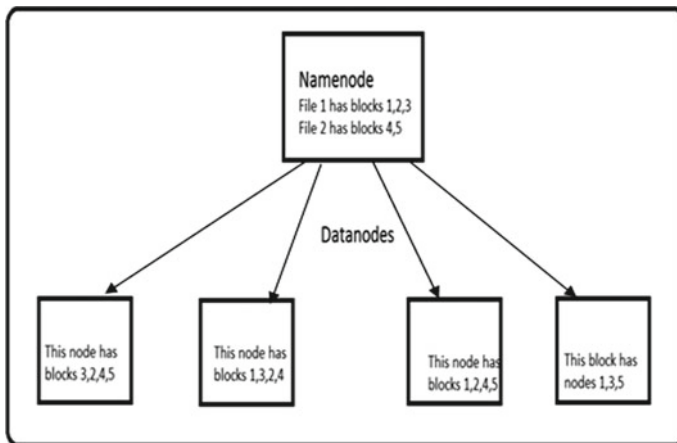 Namenode
File 1 has blocks 1,2,3
File 2 has blocks 4,5
Datanodes
This node has
blocks 3,2,4,5
This node has
blocks 1,3,2,4
This node has
blocks 1,2,4,5
This block has
nodes 1,3,5